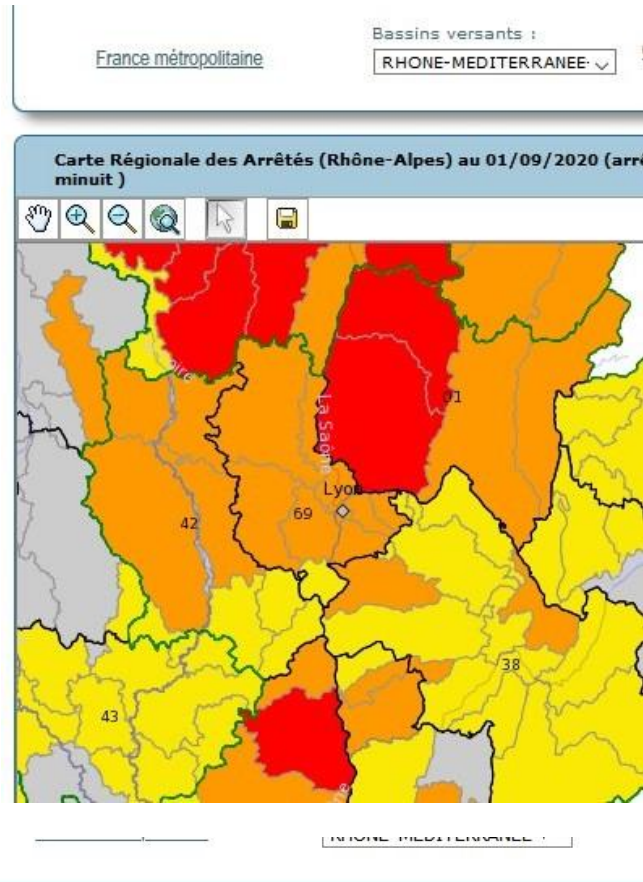 Bassins versants :
France métropolitaine
RHONE-MEDITERRANEE-
Carte Régionale des Arrêtés (Rhône-Alpes) au 01/09/2020 (arr
minuit )
La Saône
01
Lyon
69
42
38
43